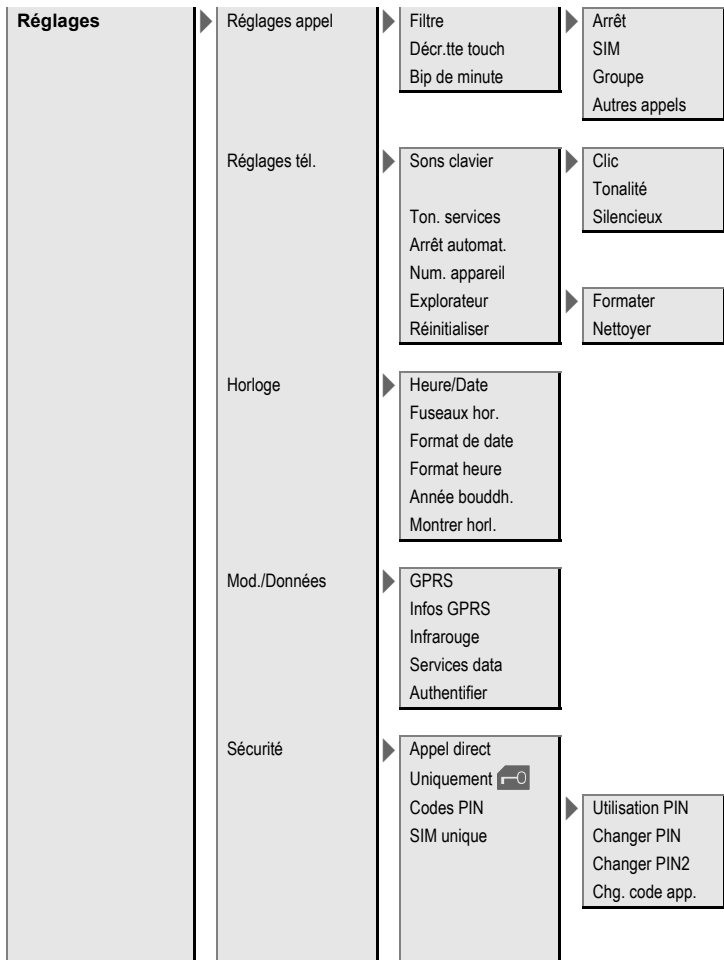 Réglages
Réglages appel
Filtre
Décr.tte touch
Bip de minute
Arrêt
SIM
Groupe
Autres appels
Réglages tél.
Sons clavier
Ton. services
Arrêt automat.
Num. appareil
Explorateur
Réinitialiser
Clic
Tonalité
Silencieux
Formater
Nettoyer
Horloge
Heure/Date
Fuseaux hor.
Format de date
Format heure
Année bouddh.
Montrer horl.
Mod./Données
GPRS
Infos GPRS
Infrarouge
Services data
Authentifier
Sécurité
Appel direct
Uniquement
Codes PIN
SIM unique
Utilisation PIN
Changer PIN
Changer PIN2
Chg. code app.